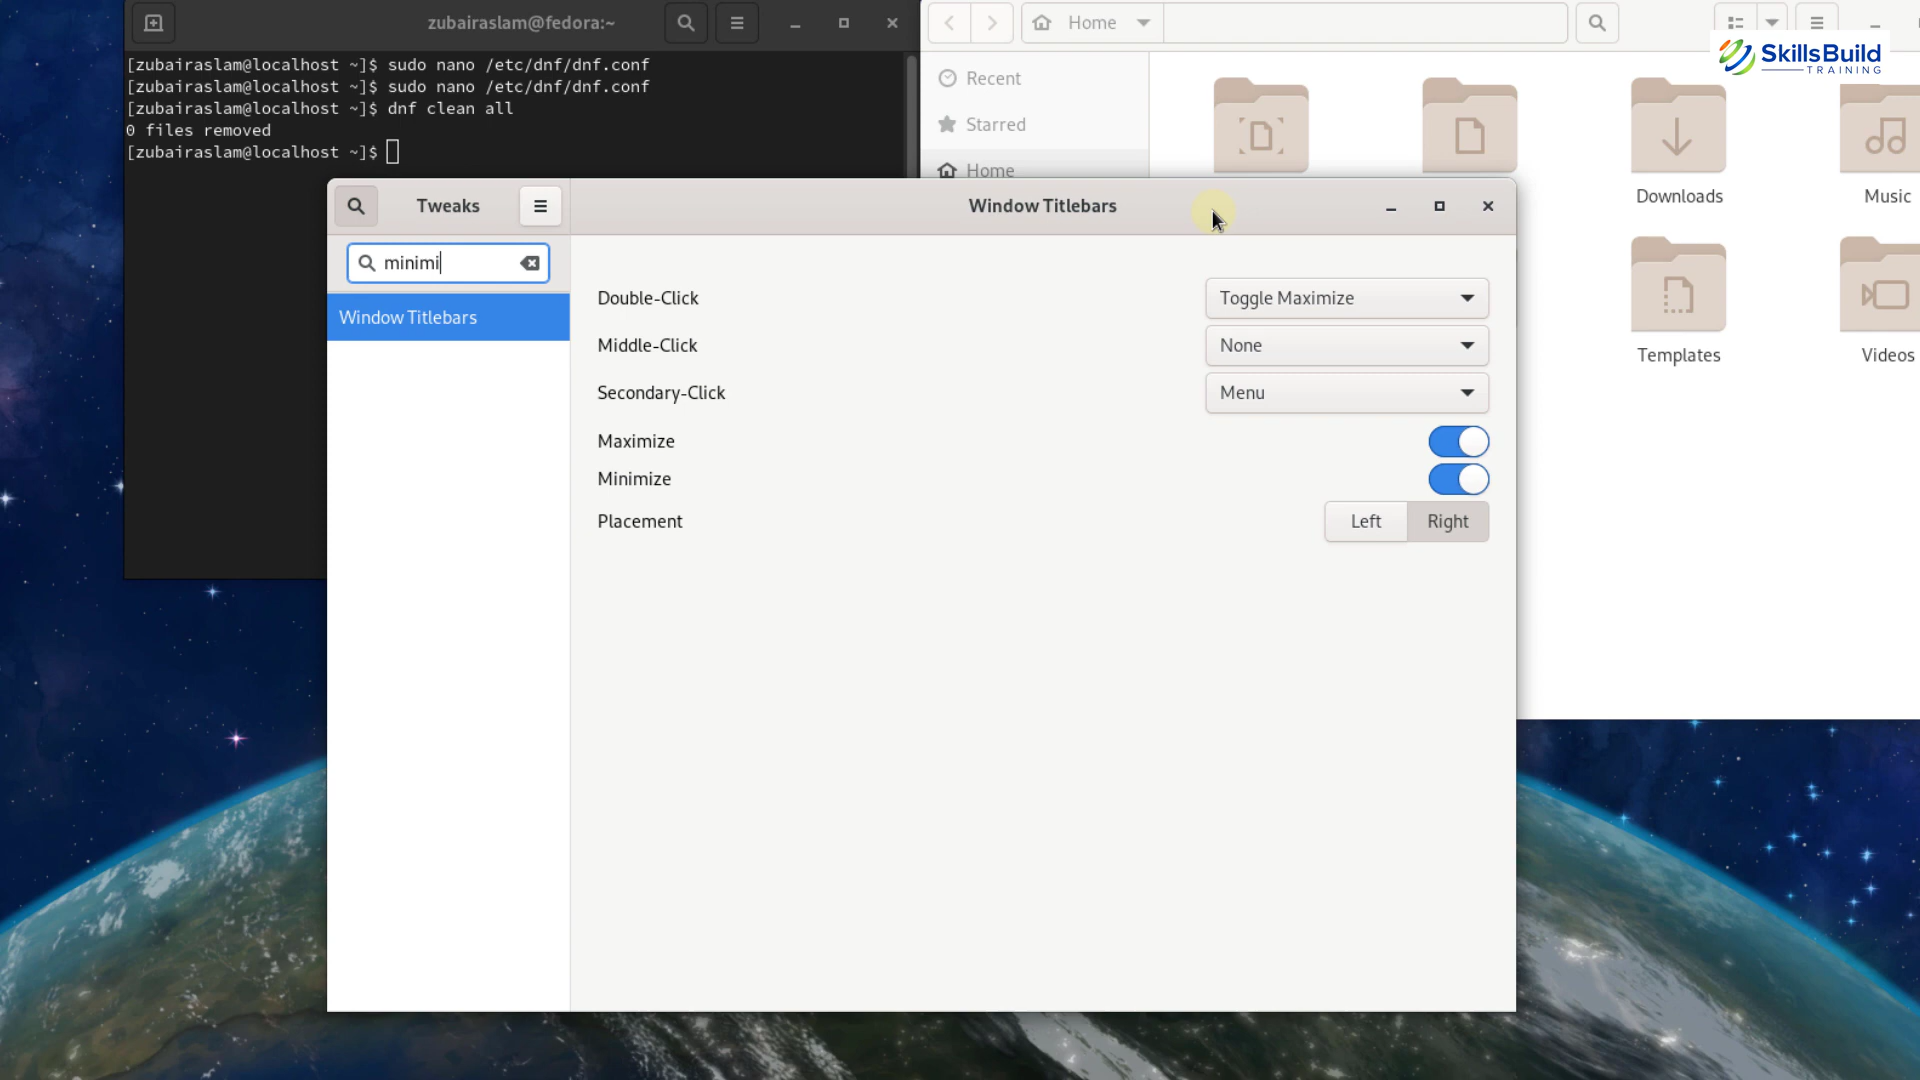 zubairaslam@fedora:~
[zubairaslam@localhost ~]$ sudo nano /etc/dnf/dnf.conf
[zubairaslam@localhost ~]$ sudo nano /etc/dnf/dnf.conf
[zubairaslam@localhost ~]$ dnf clean all
0 files removed
[zubairaslam@localhost ~]$
Home
SkillsBuild
TRAINING
Recent
Starred
Home
Downloads
Music
Templates
Videos
Tweaks
Window Titlebars
minimi
Window Titlebars
Double-Click
Toggle Maximize
Middle-Click
None
Secondary-Click
Menu
Maximize
Minimize
Placement
Left
Right